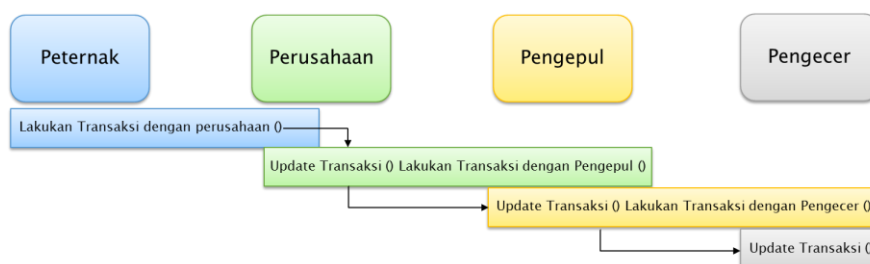 Peternak
Perusahaan
Pengepul
Pengecer
Lakukan Transaksi dengan perusahaan ()
Update Transaksi () Lakukan Transaksi dengan Pengepul ()
Update Transaksi () Lakukan Transaksi dengan Pengecer ()
Update Transaksi ()